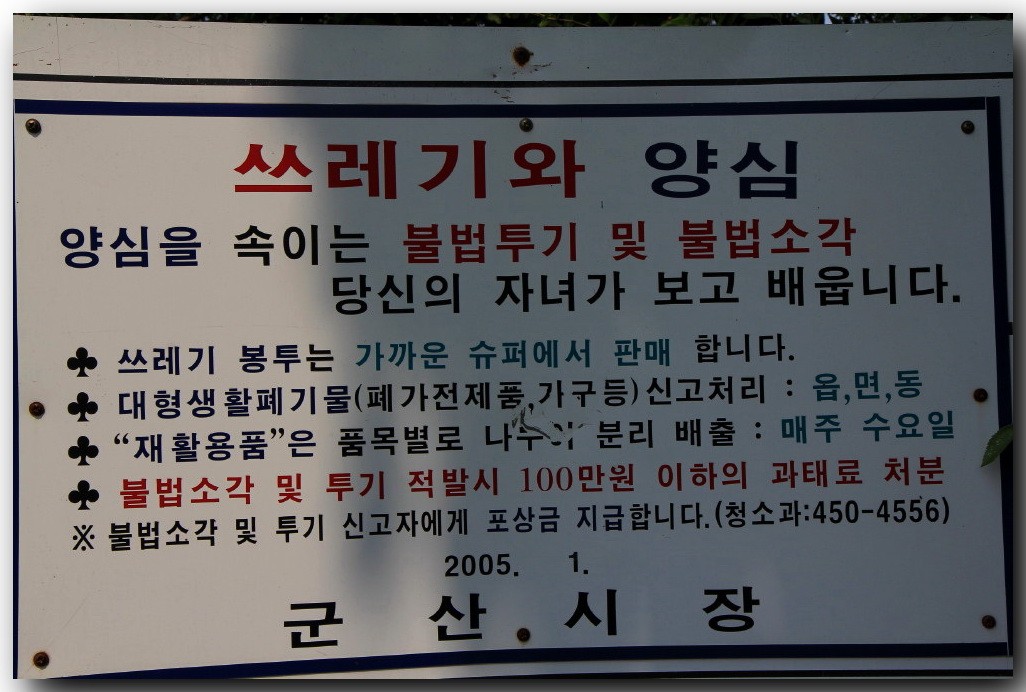 쓰레기와 양심
양심을 속이는 불법투기 및 불법소각
당신의 자녀가 보고 배웁니다.
♣ 쓰레기 봉투는 가까운 슈퍼에서 판매 합니다.
♣ 대형생활폐기물(폐가전제품,가구등)신고처리 : 읍,면,동
♣ “재활용품”은 품목별로 나누어 분리 배출 : 매주 수요일
♣ 불법소각 및 투기 적발시 100만원 이하의 과태료 처분
※ 불법소각 및 투기 신고자에게 포상금 지급합니다.(청소과:450-4556)
2005. 1.
군 산 시 장